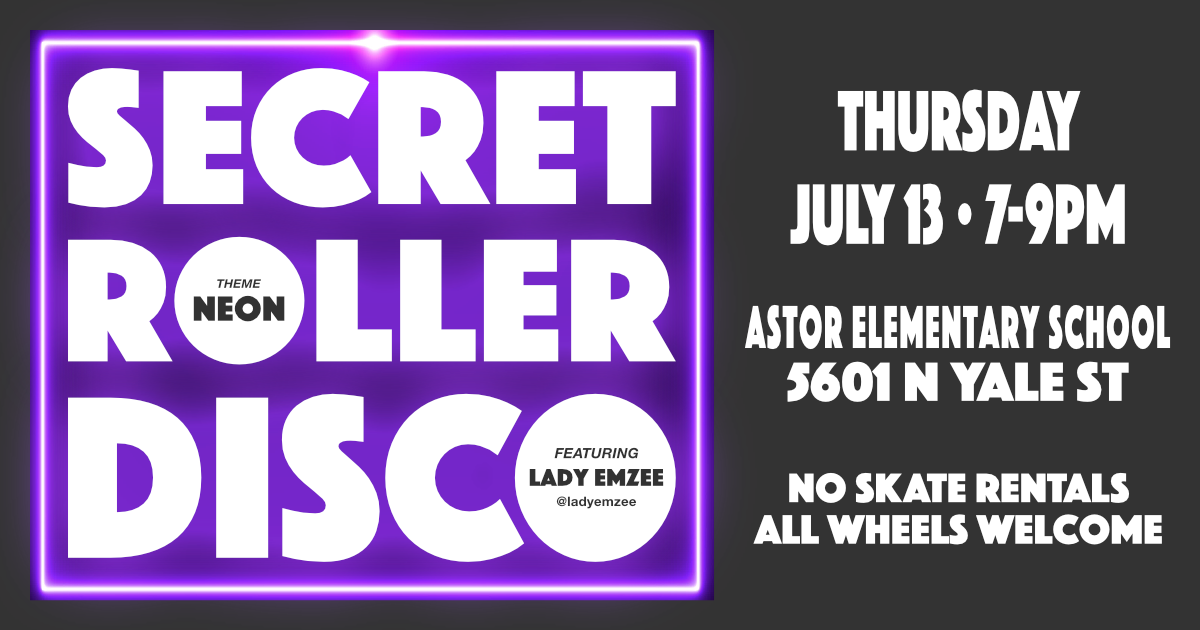 SECRET
ROLLER
THEME
NEON
DISCO
FEATURING
LADY EMZEE
@ladyemzee
THURSDAY
JULY 13 • 7-9PM
ASTOR ELEMENTARY SCHOOL
5601 N YALE ST
NO SKATE RENTALS
ALL WHEELS WELCOME